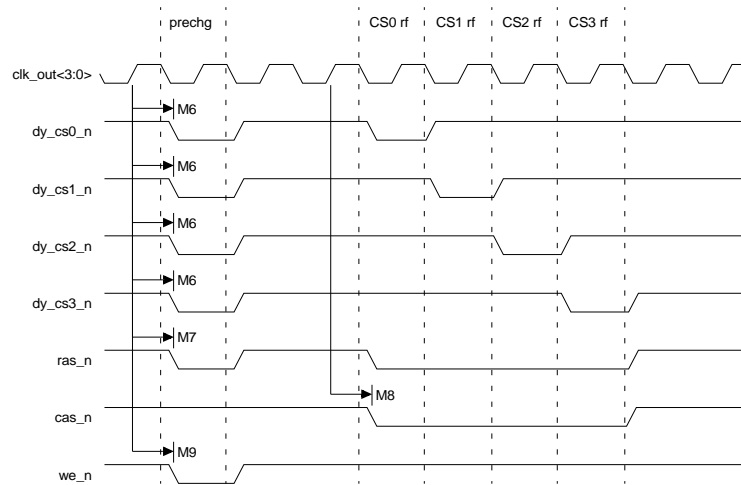 prechg CS0 rf CS1 rf CS2 rf CS3 rf
clk_out<3:0>
M6
dy_cs0_n
M6
dy_cs1_n
M6
dy_cs2_n
M6
dy_cs3_n
M7
ras_n
M8
cas_n
M9
we_n